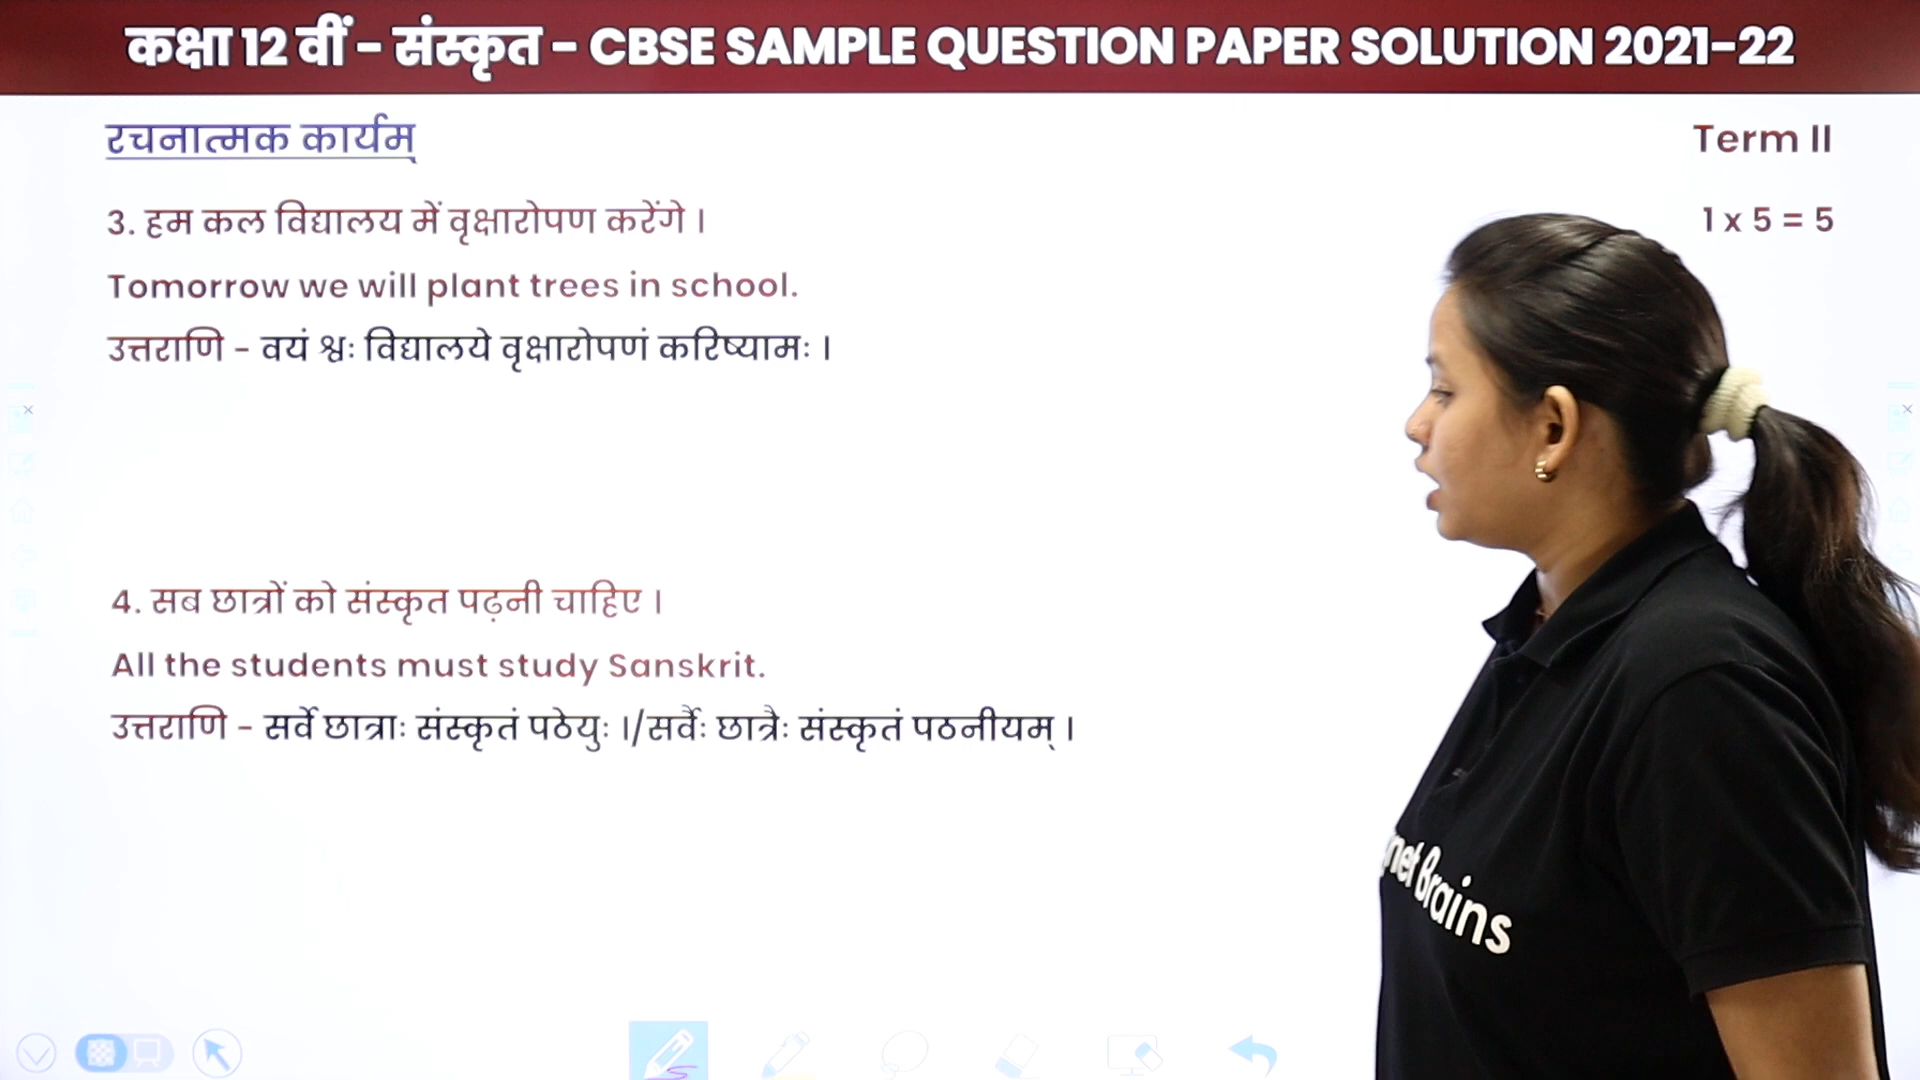 कक्षा 12 वीं - संस्कृत - CBSE SAMPLE QUESTION PAPER SOLUTION 2021-22
रचनात्मक कार्यम्
Term II
3. हम कल विद्यालय में वृक्षारोपण करेंगे ।
1 x 5 = 5
Tomorrow we will plant trees in school.
उत्तराणि - वयं श्वः विद्यालये वृक्षारोपणं करिष्यामः ।
4. सब छात्रों को संस्कृत पढ़नी चाहिए ।
All the students must study Sanskrit.
उत्तराणि - सर्वे छात्राः संस्कृतं पठेयुः ।/सर्वैः छात्रैः संस्कृतं पठनीयम् ।
Brains